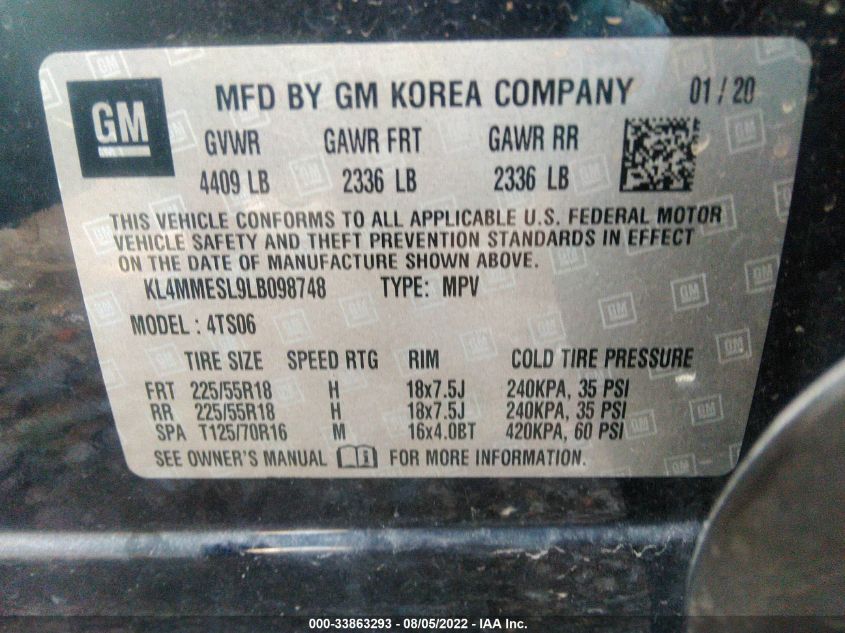 GM
MFD BY GM KOREA COMPANY 01/20
GVWR GAWR FRT GAWR RR
4409 LB 2336 LB 2336 LB
THIS VEHICLE CONFORMS TO ALL APPLICABLE U.S. FEDERAL MOTOR
VEHICLE SAFETY AND THEFT PREVENTION STANDARDS IN EFFECT
ON THE DATE OF MANUFACTURE SHOWN ABOVE.
KL4MMESL9LB098748 TYPE: MPV
MODEL : 4TS06
TIRE SIZE SPEED RTG RIM COLD TIRE PRESSURE
FRT 225/55R18 H 18x7.5J 240KPA, 35 PSI
RR 225/55R18 H 18x7.5J 240KPA, 35 PSI
SPA T125/70R16 M 16x4.0BT 420KPA, 60 PSI
SEE OWNER'S MANUAL FOR MORE INFORMATION.
000-33863293 - 08/05/2022 - IAA Inc.